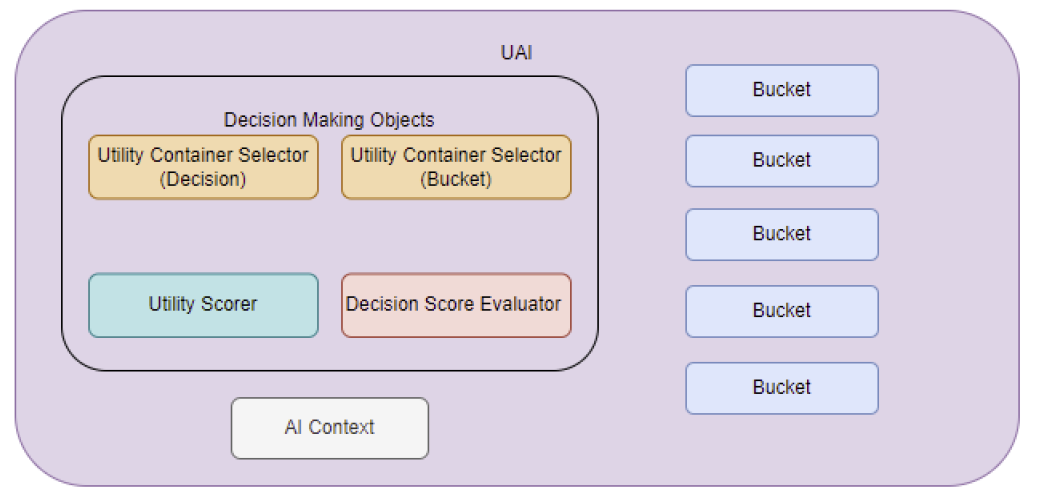 UAI
Decision Making Objects
Utility Container Selector
(Decision)
Utility Container Selector
(Bucket)
Utility Scorer
Decision Score Evaluator
AI Context
Bucket
Bucket
Bucket
Bucket
Bucket